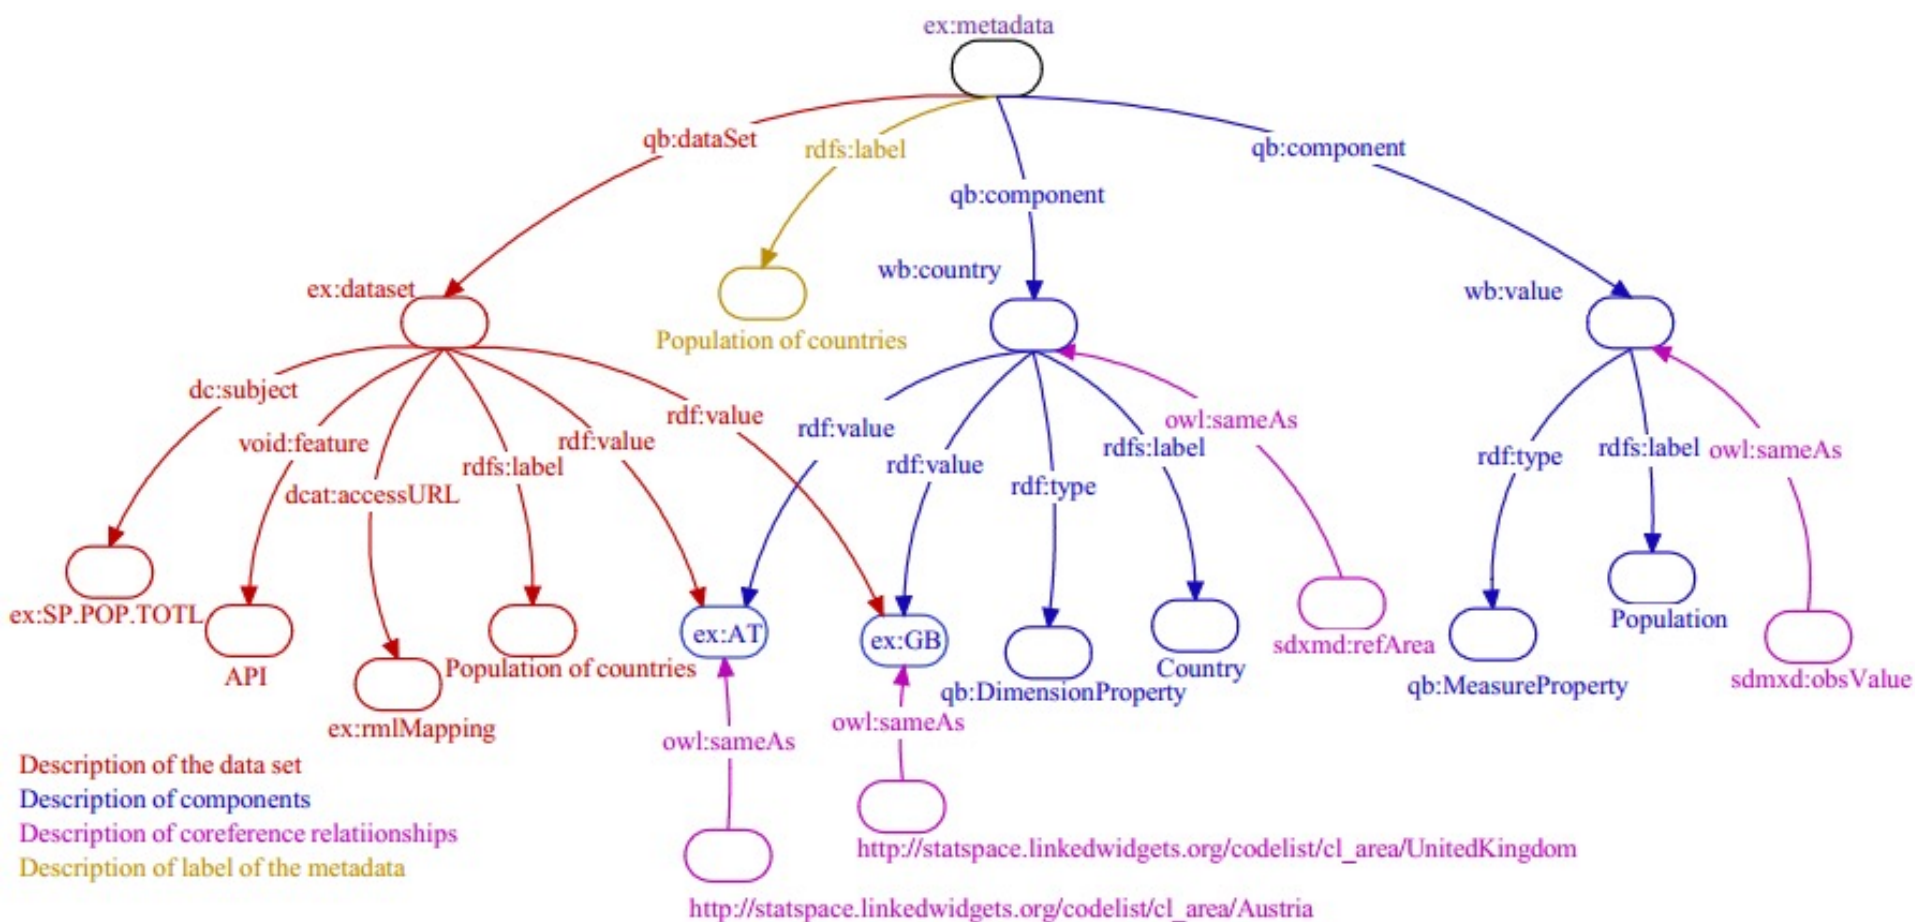 ex:metadata
qb:dataSet
rdfs:label
qb:component
qb:component
ex:dataset
Population of countries
wb:country
wb:value
dc:subject
void:feature
dcat:accessURL
rdfs:label
rdf:value
rdf:value
rdf:value
rdf:value
rdf:type
rdfs:label
owl:sameAs
rdf:type
rdfs:label
owl:sameAs
ex:SP.POP.TOTL
API
ex:rmlMapping
Population of countries
ex:AT
ex:GB
qb:DimensionProperty
Country
sdxmd:refArea
qb:MeasureProperty
Population
sdmxd:obsValue
owl:sameAs
owl:sameAs
Description of the data set
Description of components
Description of coreference relatiionships
Description of label of the metadata
http://statspace.linkedwidgets.org/codelist/cl_area/UnitedKingdom
http://statspace.linkedwidgets.org/codelist/cl_area/Austria